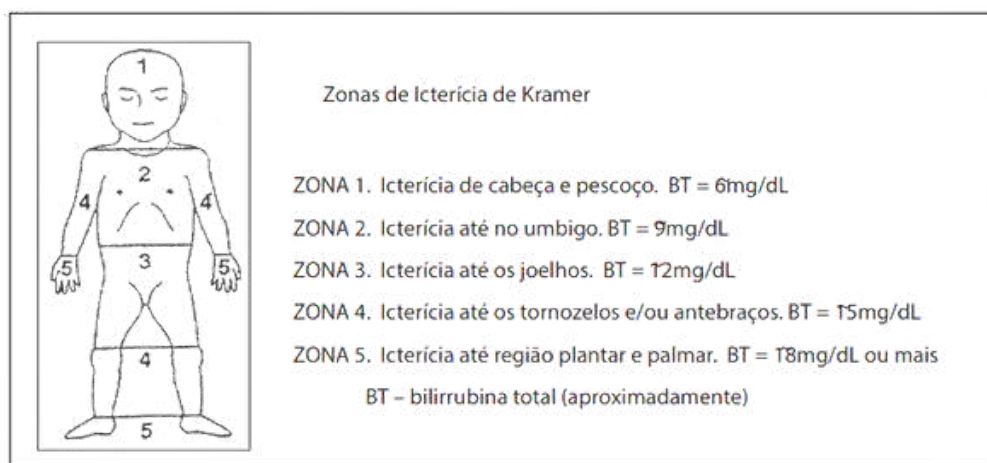 1
Zonas de Icterícia de Kramer
2
4
4
ZONA 1. Icterícia de cabeça e pescoço. BT = 6mg/dL
ZONA 2. Icterícia até no umbigo. BT = 9mg/dL
5
3
5
ZONA 3. Icterícia até os joelhos. BT = 12mg/dL
ZONA 4. Icterícia até os tornozelos e/ou antebraços. BT = 15mg/dL
4
ZONA 5. Icterícia até região plantar e palmar. BT = 18mg/dL ou mais
BT – bilirrubina total (aproximadamente)
5